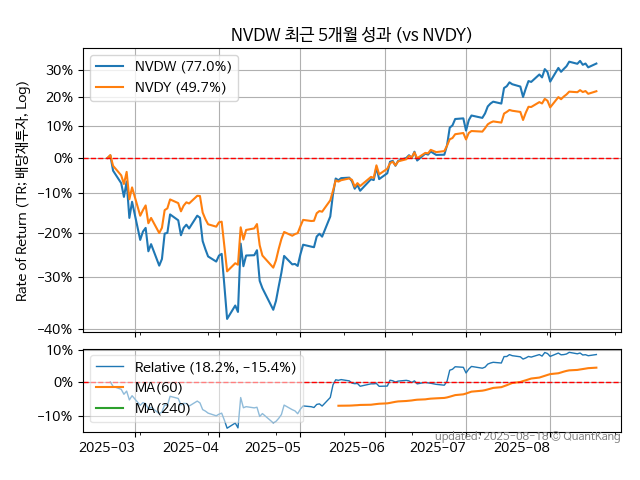 NVDW 최근 5개월 성과 (vs NVDY)
Rate of Return (TR: 배당재투자, Log)
30%
20%
10%
0%
−10%
−20%
−30%
−40%
NVDW (77.0%)
NVDY (49.7%)
10%
0%
−10%
Relative (18.2%, −15.4%)
MA(60)
MA(240)
2025−03
2025−04
2025−05
2025−06
2025−07
2025−08
updated: 2025−08−18 © QuantKang